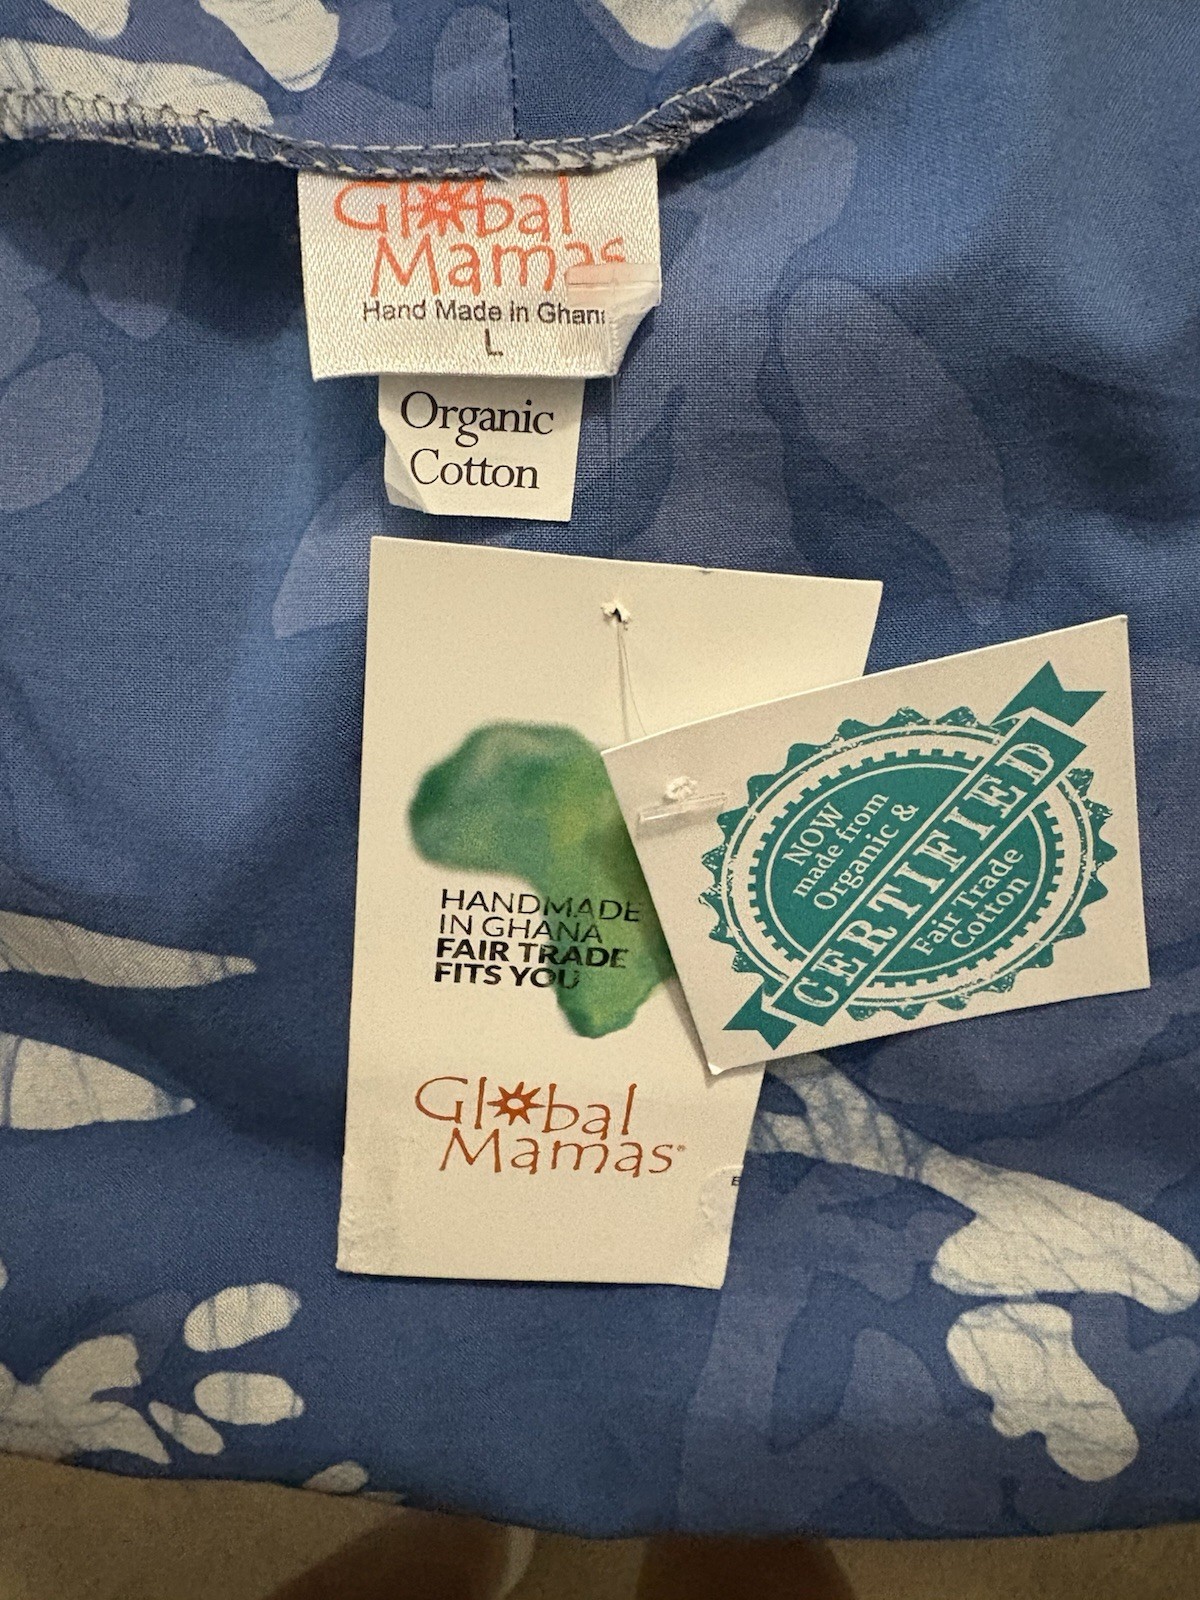 Global
Mamas
Hand Made in Ghana
L
Organic
Cotton
HANDMADE
IN GHANA
FAIR TRADE
FITS YOU
Global
Mamas®
NOW
made from
Organic &
CERTIFIED
Fair Trade
Cotton